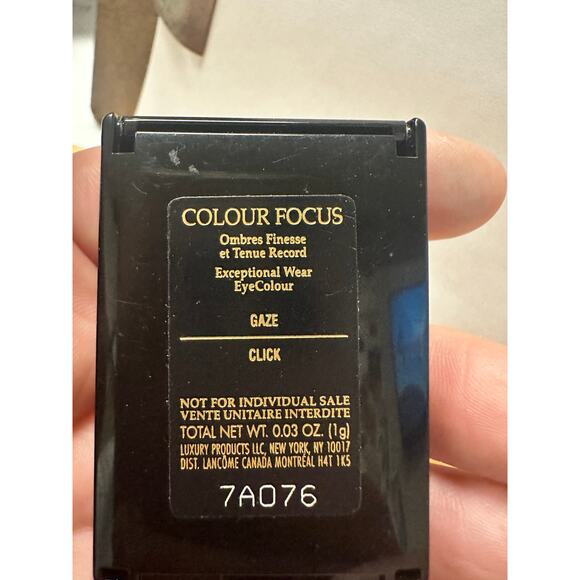 COLOUR FOCUS
Ombres Finesse
et Tenue Record
Exceptional Wear
EyeColour
GAZE
CLICK
NOT FOR INDIVIDUAL SALE
VENTE UNITAIRE INTERDITE
TOTAL NET WT. 0.03 OZ. (1g)
LUXURY PRODUCTS LLC, NEW YORK, NY 10017
DIST. LANCÔME CANADA MONTRÉAL H4T 1K5
7A076